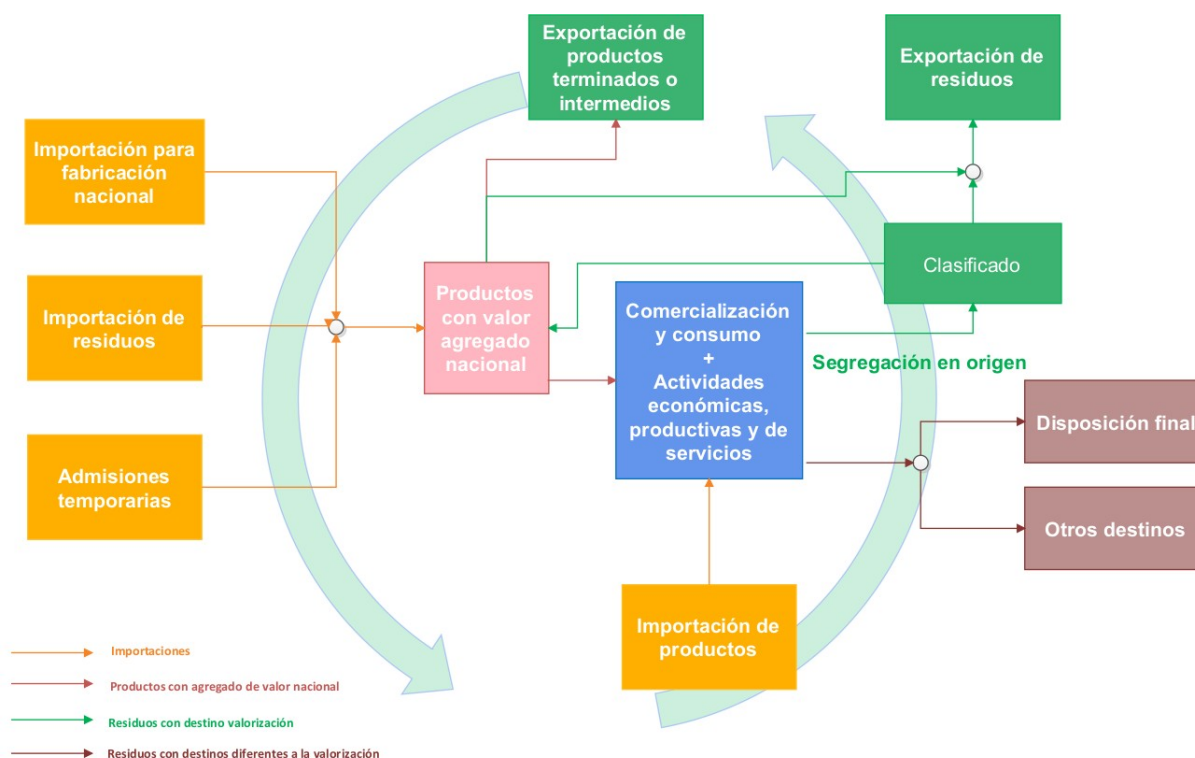 Exportación de
productos
terminados o
intermedios
Exportación de
residuos
Importación para
fabricación
nacional
Clasificado
Productos
con valor
agregado
nacional
Importación de
residuos
Comercialización
y consumo
+
Actividades
económicas,
productivas y de
servicios
Segregación en origen
Disposición final
Admisiones
temporarias
Otros destinos
Importación de
productos
Importaciones
Productos con agregado de valor nacional
Residuos con destino valorización
Residuos con destinos diferentes a la valorización